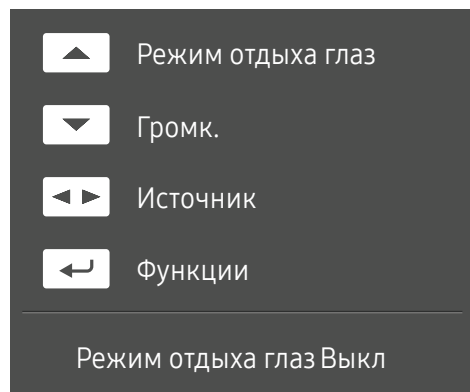 Режим отдыха глаз
Громк.
Источник
Функции
Режим отдыха глаз Выкл